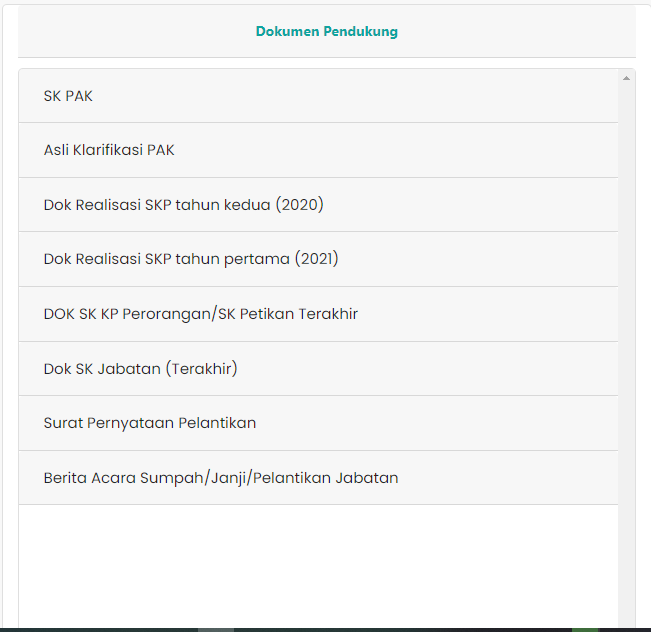 Dokumen Pendukung
SK PAK
Asli Klarifikasi PAK
Dok Realisasi SKP tahun kedua (2020)
Dok Realisasi SKP tahun pertama (2021)
DOK SK KP Perorangan/SK Petikan Terakhir
Dok SK Jabatan (Terakhir)
Surat Pernyataan Pelantikan
Berita Acara Sumpah/Janji/Pelantikan Jabatan